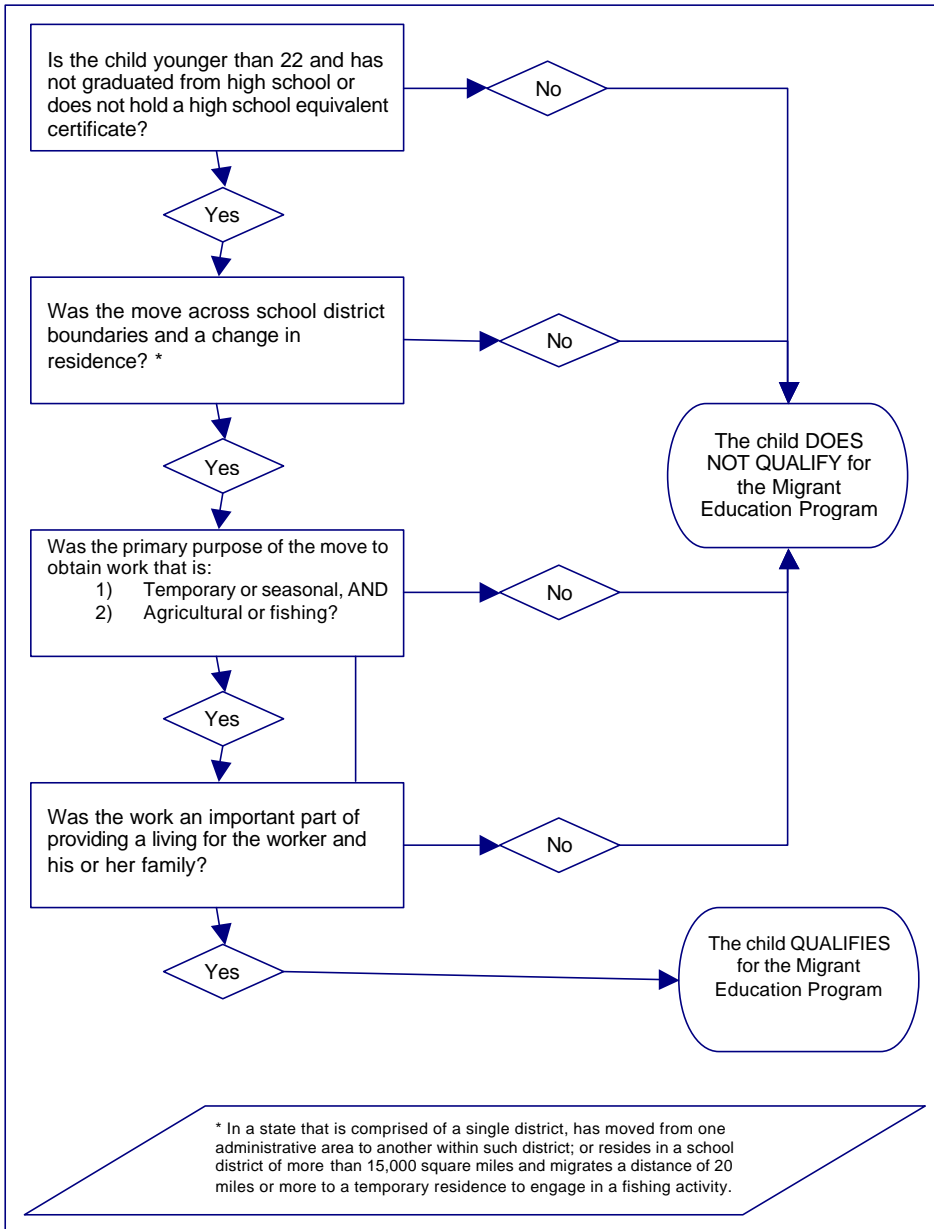 Is the child younger than 22 and has
not graduated from high school or
does not hold a high school equivalent
certificate?
No
Yes
Was the move across school district
boundaries and a change in
residence? *
No
Yes
The child DOES
NOT QUALIFY for
the Migrant
Education Program
Was the primary purpose of the move to
obtain work that is:
1) Temporary or seasonal, AND
2) Agricultural or fishing?
No
Yes
Was the work an important part of
providing a living for the worker and
his or her family?
No
Yes
The child QUALIFIES
for the Migrant
Education Program
* In a state that is comprised of a single district, has moved from one
administrative area to another within such district; or resides in a school
district of more than 15,000 square miles and migrates a distance of 20
miles or more to a temporary residence to engage in a fishing activity.